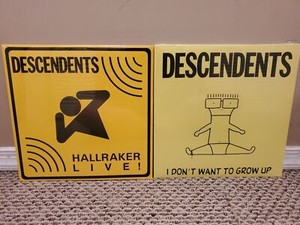 DESCENDENTS
HALLRAKER
LIVE!
DESCENDENTS
I DON'T WANT TO GROW UP